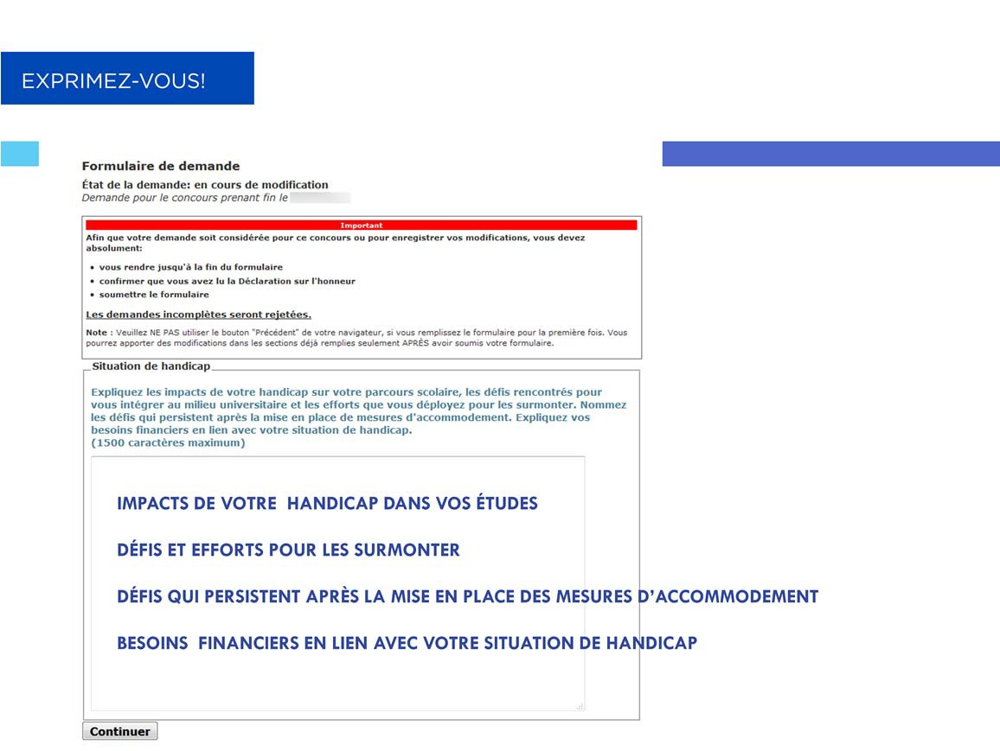 EXPRIMEZ-VOUS!
Formulaire de demande
État de la demande: en cours de modification
Demande pour le concours prenant fin le
Important
Afin que votre demande soit considérée pour ce concours ou pour enregistrer vos modifications, vous devez
absolument:
• vous rendre jusqu'à la fin du formulaire
• confirmer que vous avez lu la Déclaration sur l'honneur
• soumettre le formulaire
Les demandes incomplètes seront rejetées.
Note : Veuillez NE PAS utiliser le bouton "Précédent" de votre navigateur, si vous remplissez le formulaire pour la première fois. Vous
pourrez apporter des modifications dans les sections déjà remplies seulement APRÈS avoir soumis votre formulaire.
Situation de handicap
Expliquez les impacts de votre handicap sur votre parcours scolaire, les défis rencontrés pour
vous intégrer au milieu universitaire et les efforts que vous déployez pour les surmonter. Nommez
les défis qui persistent après la mise en place de mesures d'accommodement. Expliquez vos
besoins financiers en lien avec votre situation de handicap.
(1500 caractères maximum)
IMPACTS DE VOTRE  HANDICAP DANS VOS ÉTUDES
DÉFIS ET EFFORTS POUR LES SURMONTER
DÉFIS QUI PERSISTENT APRÈS LA MISE EN PLACE DES MESURES D’ACCOMMODEMENT
BESOINS  FINANCIERS EN LIEN AVEC VOTRE SITUATION DE HANDICAP
Continuer